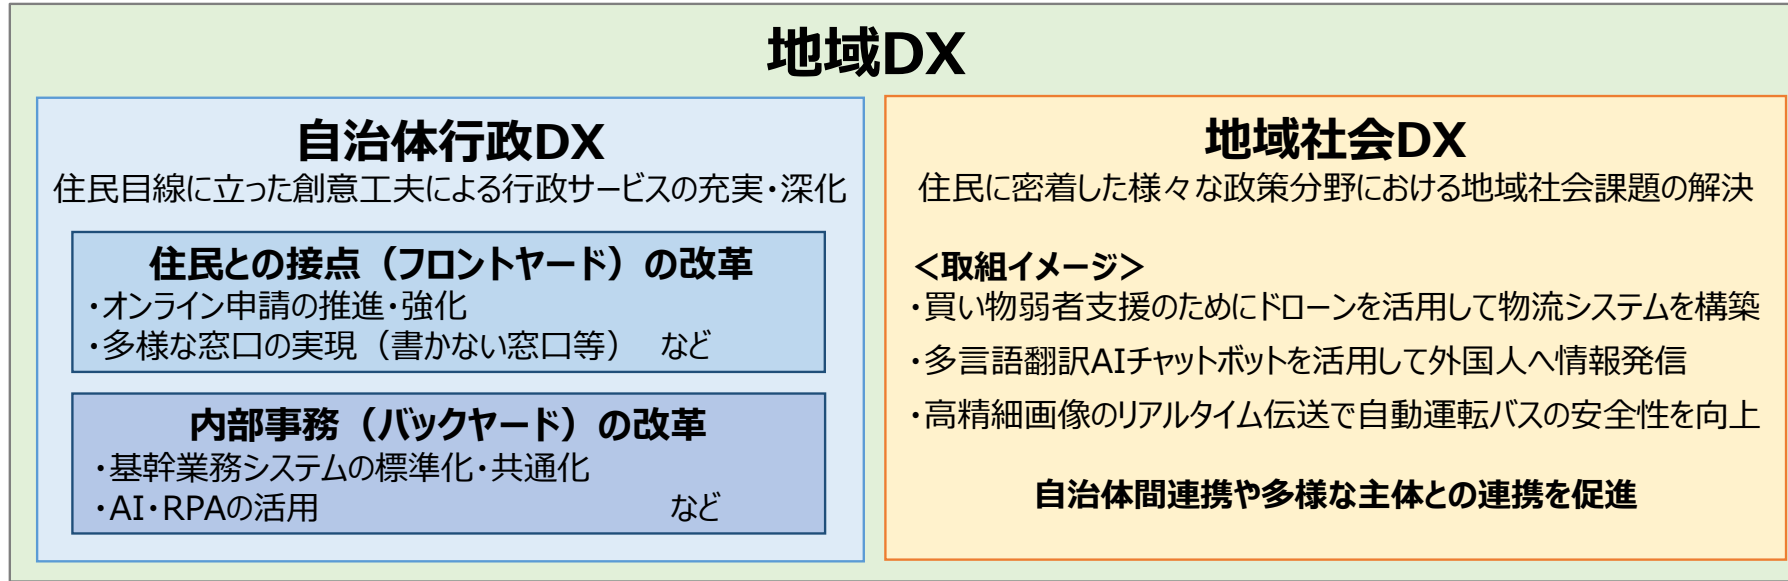 地域DX
自治体行政DX
住民目線に立った創意工夫による行政サービスの充実・深化
住民との接点（フロントヤード）の改革
・オンライン申請の推進・強化
・多様な窓口の実現（書かない窓口等）　など
内部事務（バックヤード）の改革
・基幹業務システムの標準化・共通化
・AI・RPAの活用　など
地域社会DX
住民に密着した様々な政策分野における地域社会課題の解決
＜取組イメージ＞
・買い物弱者支援のためにドローンを活用して物流システムを構築
・多言語翻訳AIチャットボットを活用して外国人へ情報発信
・高精細画像のリアルタイム伝送で自動運転バスの安全性を向上
自治体間連携や多様な主体との連携を促進